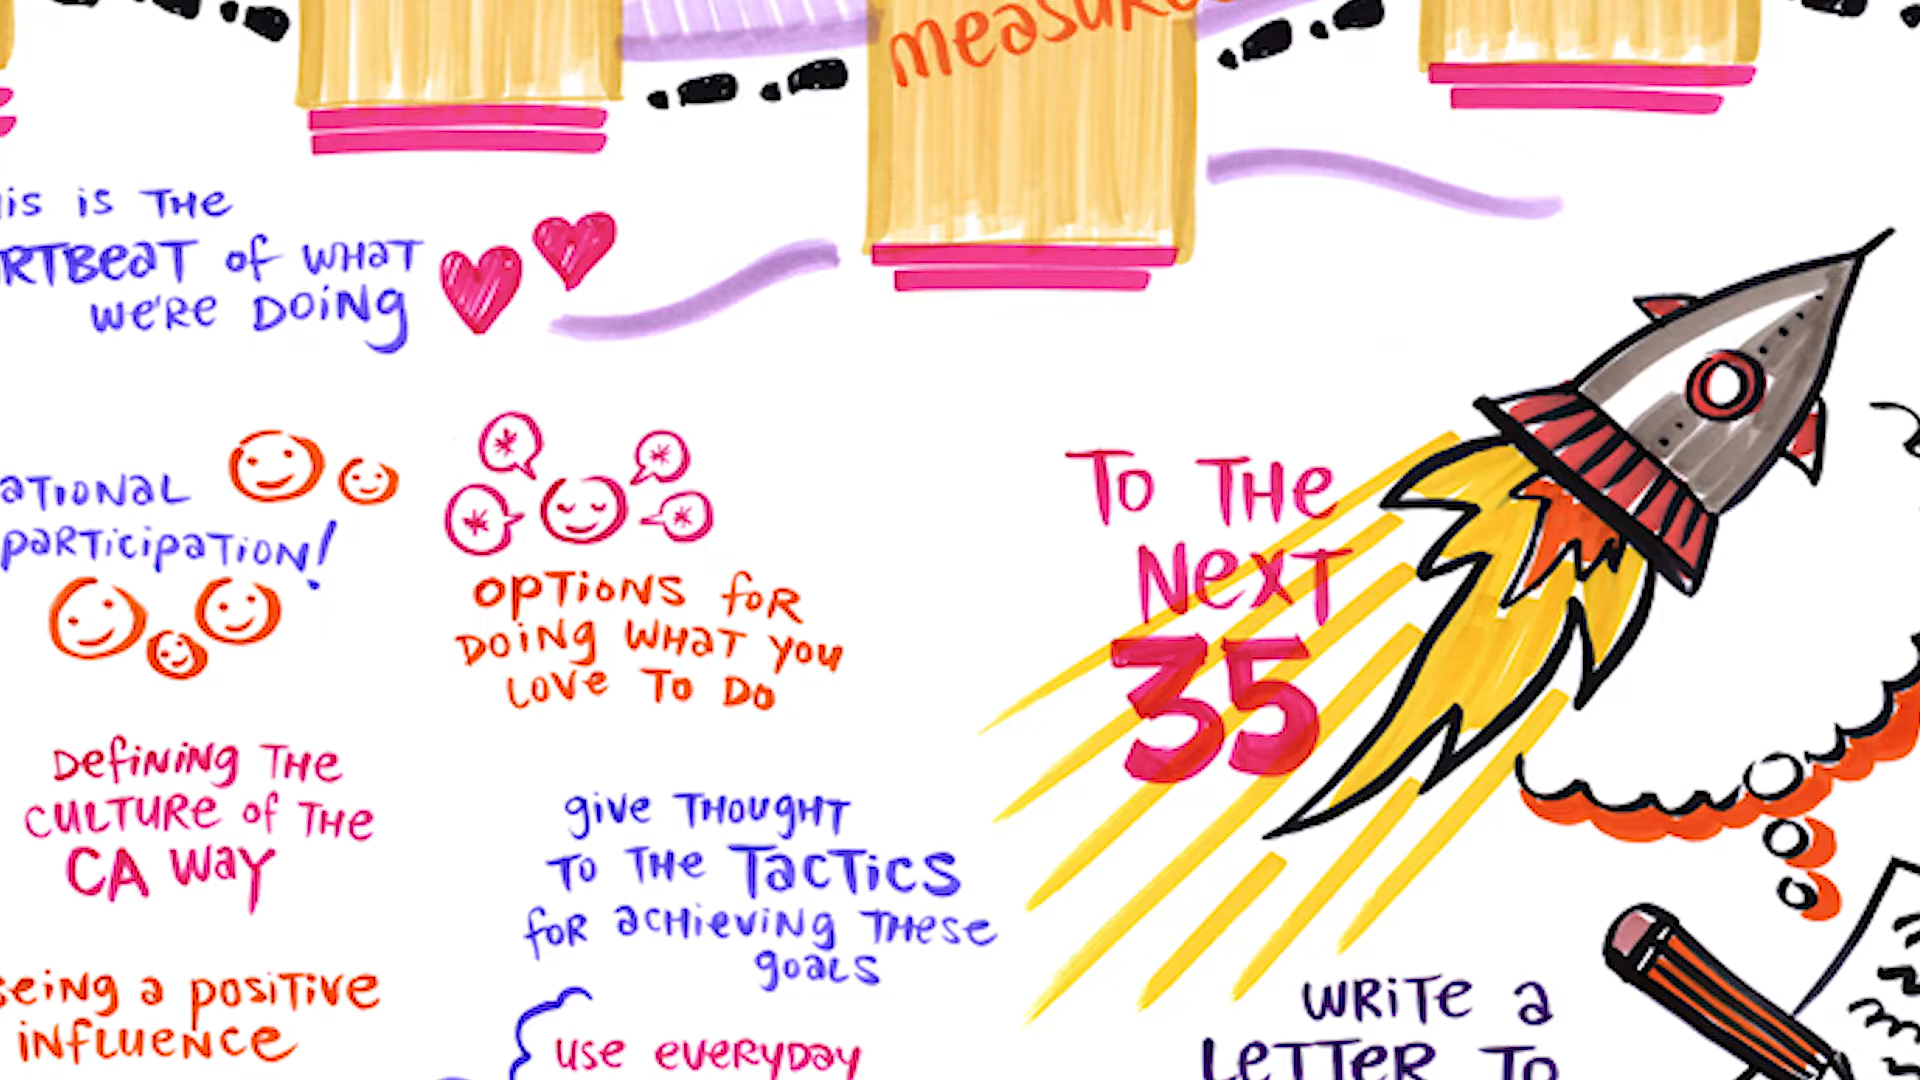 measure
is is THE
RTBEAT of WHAT
WE'RE DOING
ATIONAL
PARTICIPATION!
OPTIONS foR
DOING WHAT you
LOVE To Do
To THE
NEXT
35
DEfINING THE
CULTURE of THE
CA WAY
give THOUGHT
TO THE TACTICS
foR ACHIEVING THESE
goALS
BEING A POSITIVE
INfLUENCE
USE EVERYDAY
WRITE A
LETTER TO